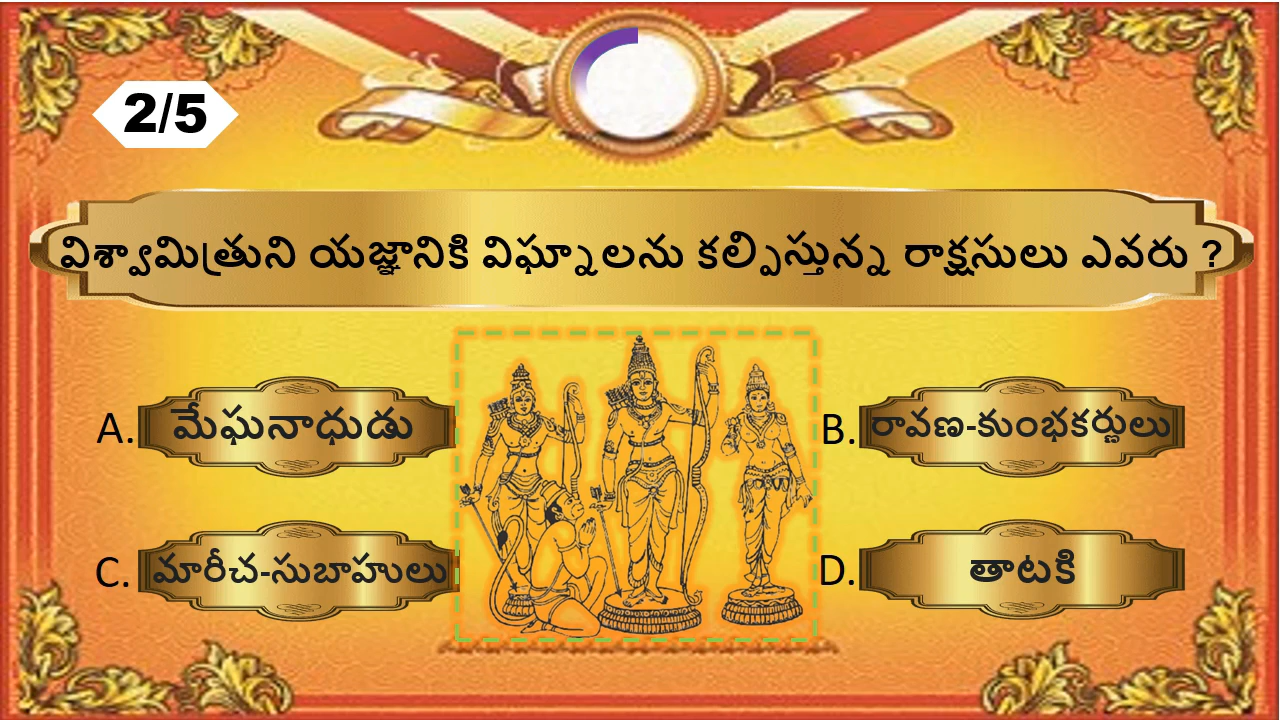 2/5
విశ్వామిత్రుని యజ్ఞానికి విఘ్నాలను కల్పిస్తున్న రాక్షసులు ఎవరు ?
A. మేఘనాధుడు
B. రావణ-కుంభకర్ణులు
C. మారీచ-సుబాహులు
D. తాటకి